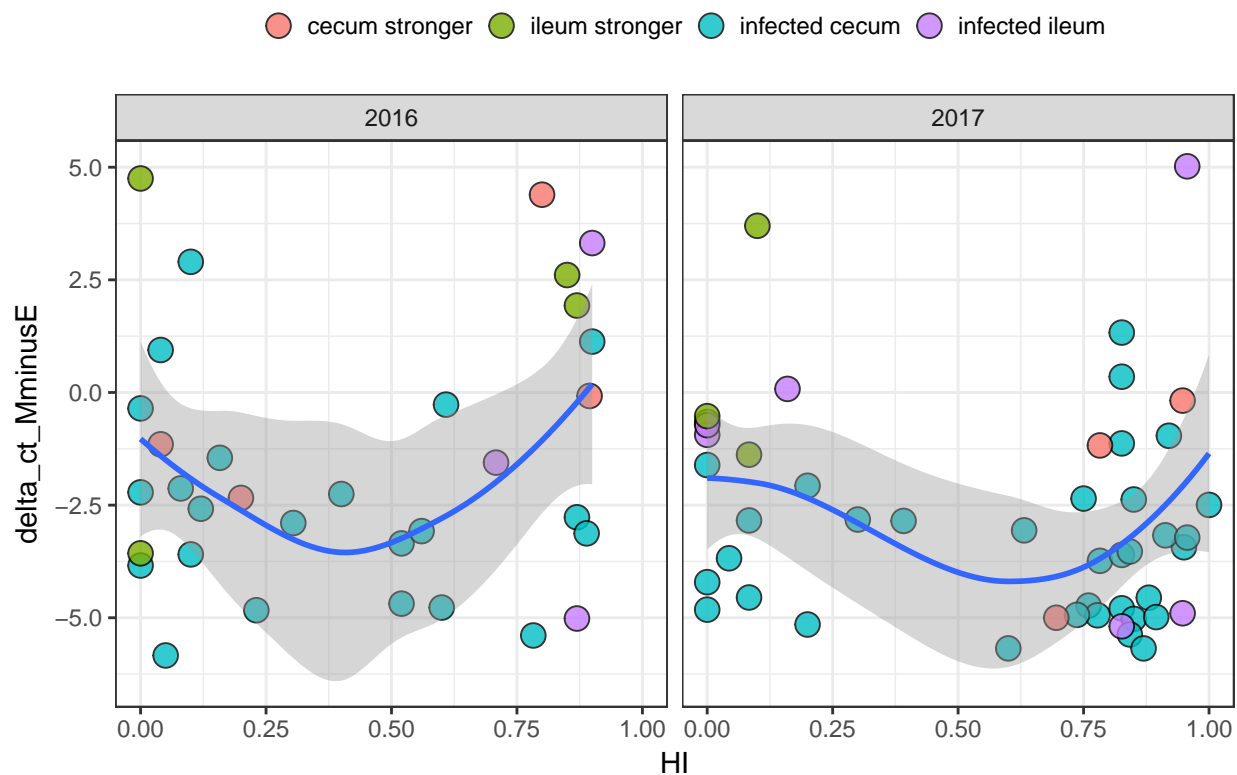 cecum stronger ileum stronger infected cecum infected ileum
2016 2017
5.0
2.5
0.0
−2.5
−5.0
delta_ct_MminusE
0.00 0.25 0.50 0.75 1.00 0.00 0.25 0.50 0.75 1.00
HI